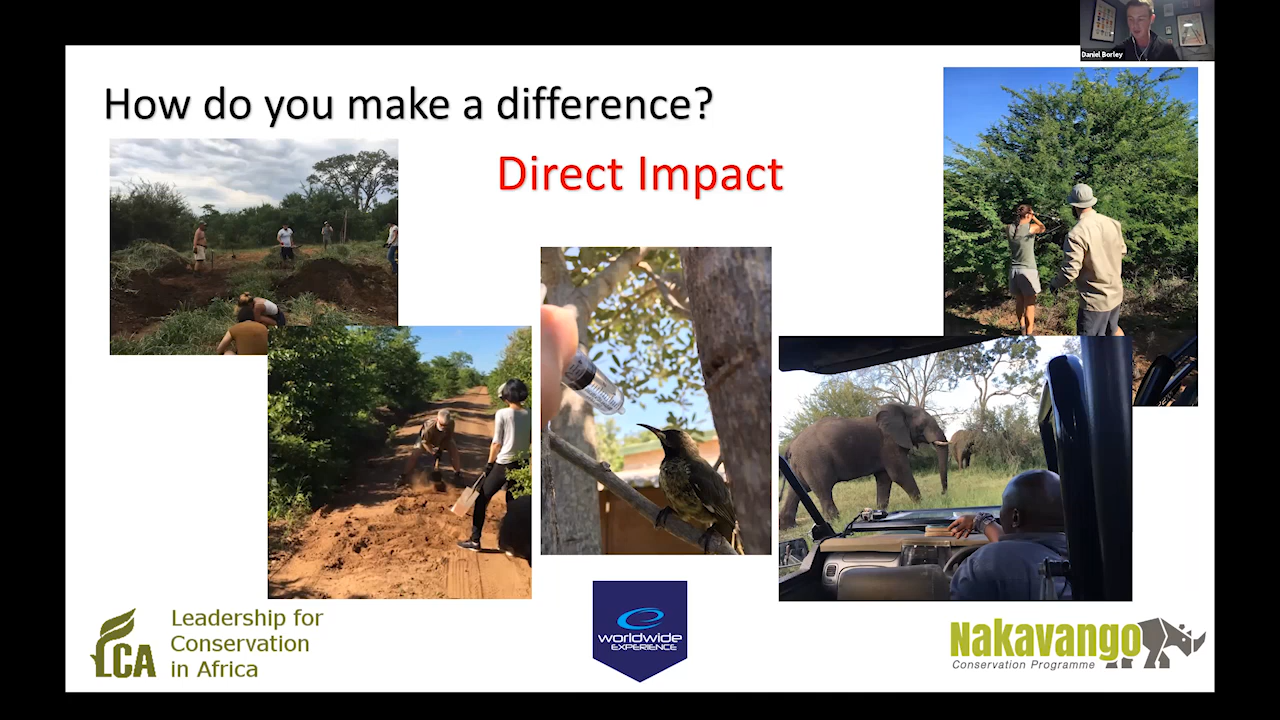 Daniel Borley
How do you make a difference?
Direct Impact
LCA
Leadership for
Conservation
in Africa
worldwide
EXPERIENCE
Nakavango
Conservation Programme